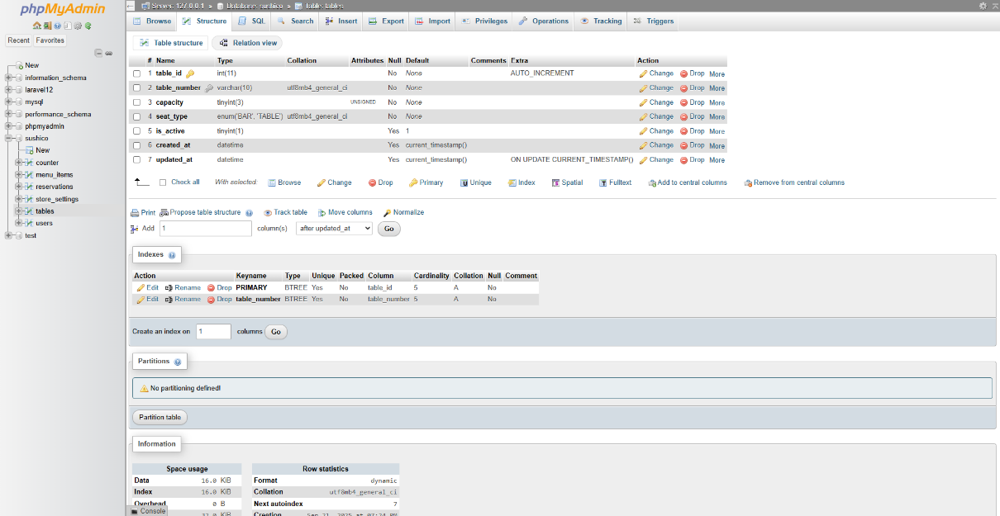 phpMyAdmin
Server: 127.0.0.1 » Database: sushico » Table: tables
Recent Favorites
New
information_schema
laravel12
mysql
performance_schema
phpmyadmin
sushico
New
counter
menu_items
reservations
store_settings
tables
users
test
Browse Structure SQL Search Insert Export Import Privileges Operations Tracking Triggers
Table structure Relation view
# Name Type Collation Attributes Null Default Comments Extra Action
1 table_id int(11) No None AUTO_INCREMENT Change Drop More
2 table_number varchar(10) utf8mb4_general_ci No None Change Drop More
3 capacity tinyint(3) UNSIGNED No None Change Drop More
4 seat_type enum('BAR', 'TABLE') utf8mb4_general_ci No None Change Drop More
5 is_active tinyint(1) Yes 1 Change Drop More
6 created_at datetime Yes current_timestamp() Change Drop More
7 updated_at datetime Yes current_timestamp() ON UPDATE CURRENT_TIMESTAMP() Change Drop More
Check all With selected: Browse Change Drop Primary Unique Index Spatial Fulltext Add to central columns Remove from central columns
Print Propose table structure Track table Move columns Normalize
Add 1 column(s) after updated_at Go
Indexes
Action Keyname Type Unique Packed Column Cardinality Collation Null Comment
Edit Rename Drop PRIMARY BTREE Yes No table_id 5 A No
Edit Rename Drop table_number BTREE Yes No table_number 5 A No
Create an index on 1 columns Go
Partitions
No partitioning defined!
Partition table
Information
Space usage
Data 16.0 KiB
Index 16.0 KiB
Overhead 0 B
32.0 KiB
Row statistics
Format dynamic
Collation utf8mb4_general_ci
Next autoindex 7
Creation Sep 21, 2025 at 07:24 PM
Console